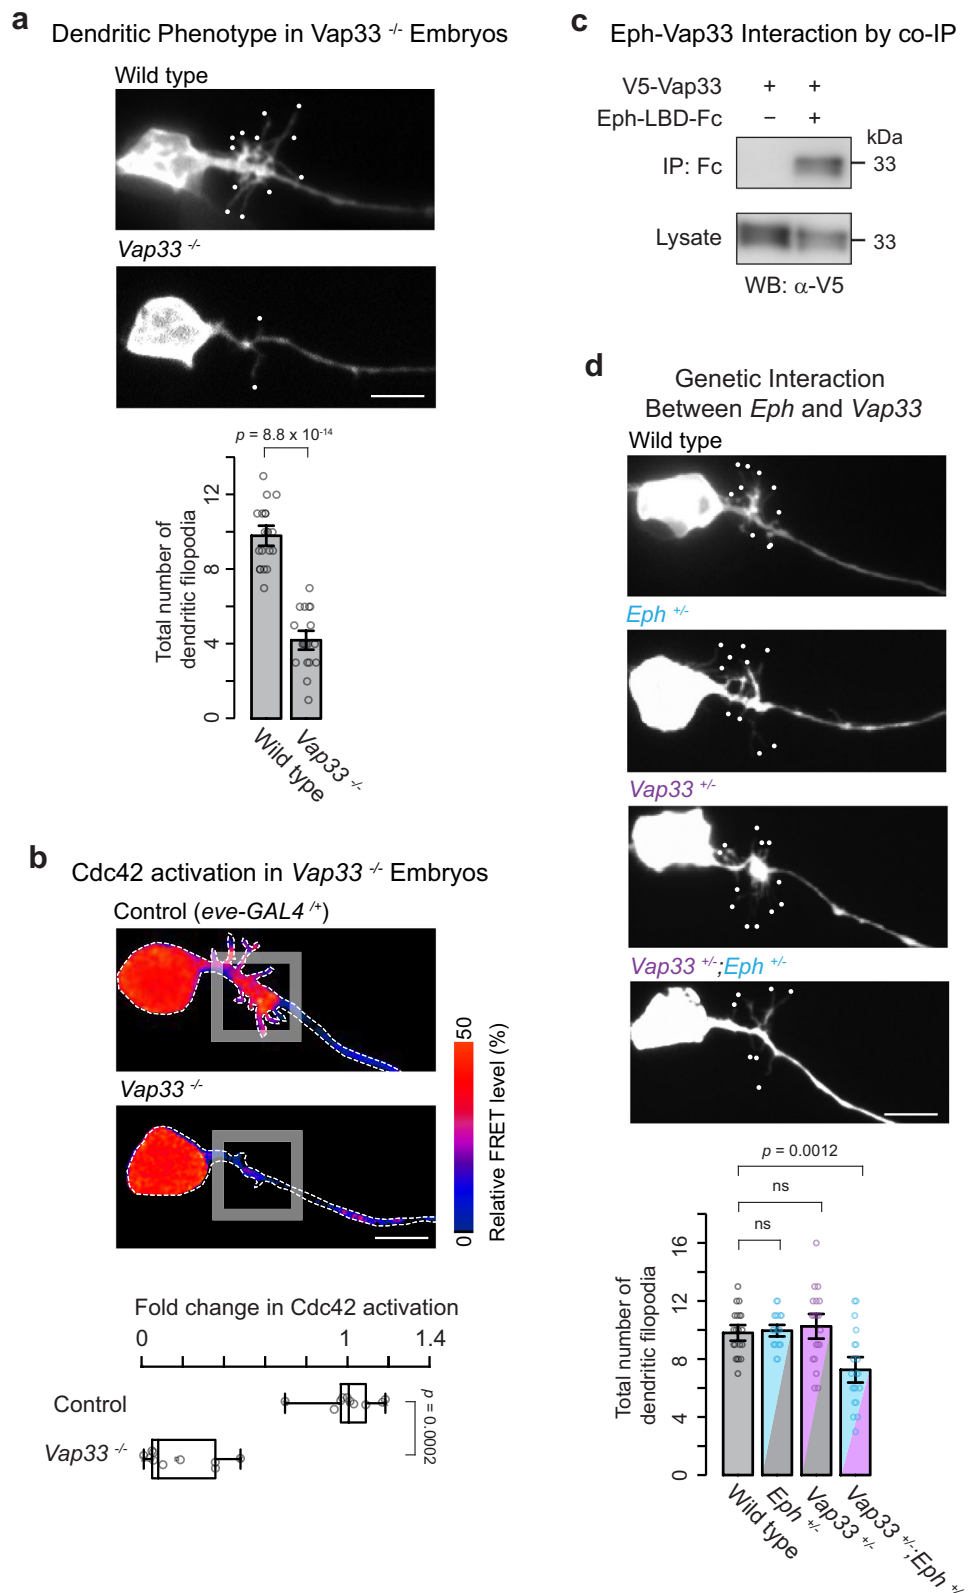 a
Dendritic Phenotype in Vap33 -/- Embryos
Wild type
Vap33 -/-
p = 8.8 x 10-14
Total number of
dendritic filopodia
12
8
4
0
Wild type
Vap33 -/-
b
Cdc42 activation in Vap33 -/- Embryos
Control (eve-GAL4 /+)
Vap33 -/-
50
0
Relative FRET level (%)
Fold change in Cdc42 activation
0 1 1.4
Control
Vap33 -/-
p = 0.0002
c
Eph-Vap33 Interaction by co-IP
V5-Vap33 + +
Eph-LBD-Fc − +
kDa
IP: Fc 33
Lysate 33
WB: α-V5
d
Genetic Interaction
Between Eph and Vap33
Wild type
Eph +/-
Vap33 +/-
Vap33 +/-;Eph +/-
p = 0.0012
ns
ns
Total number of
dendritic filopodia
16
12
8
4
0
Wild type
Eph +/-
Vap33 +/-
Vap33 +/-;Eph +/-